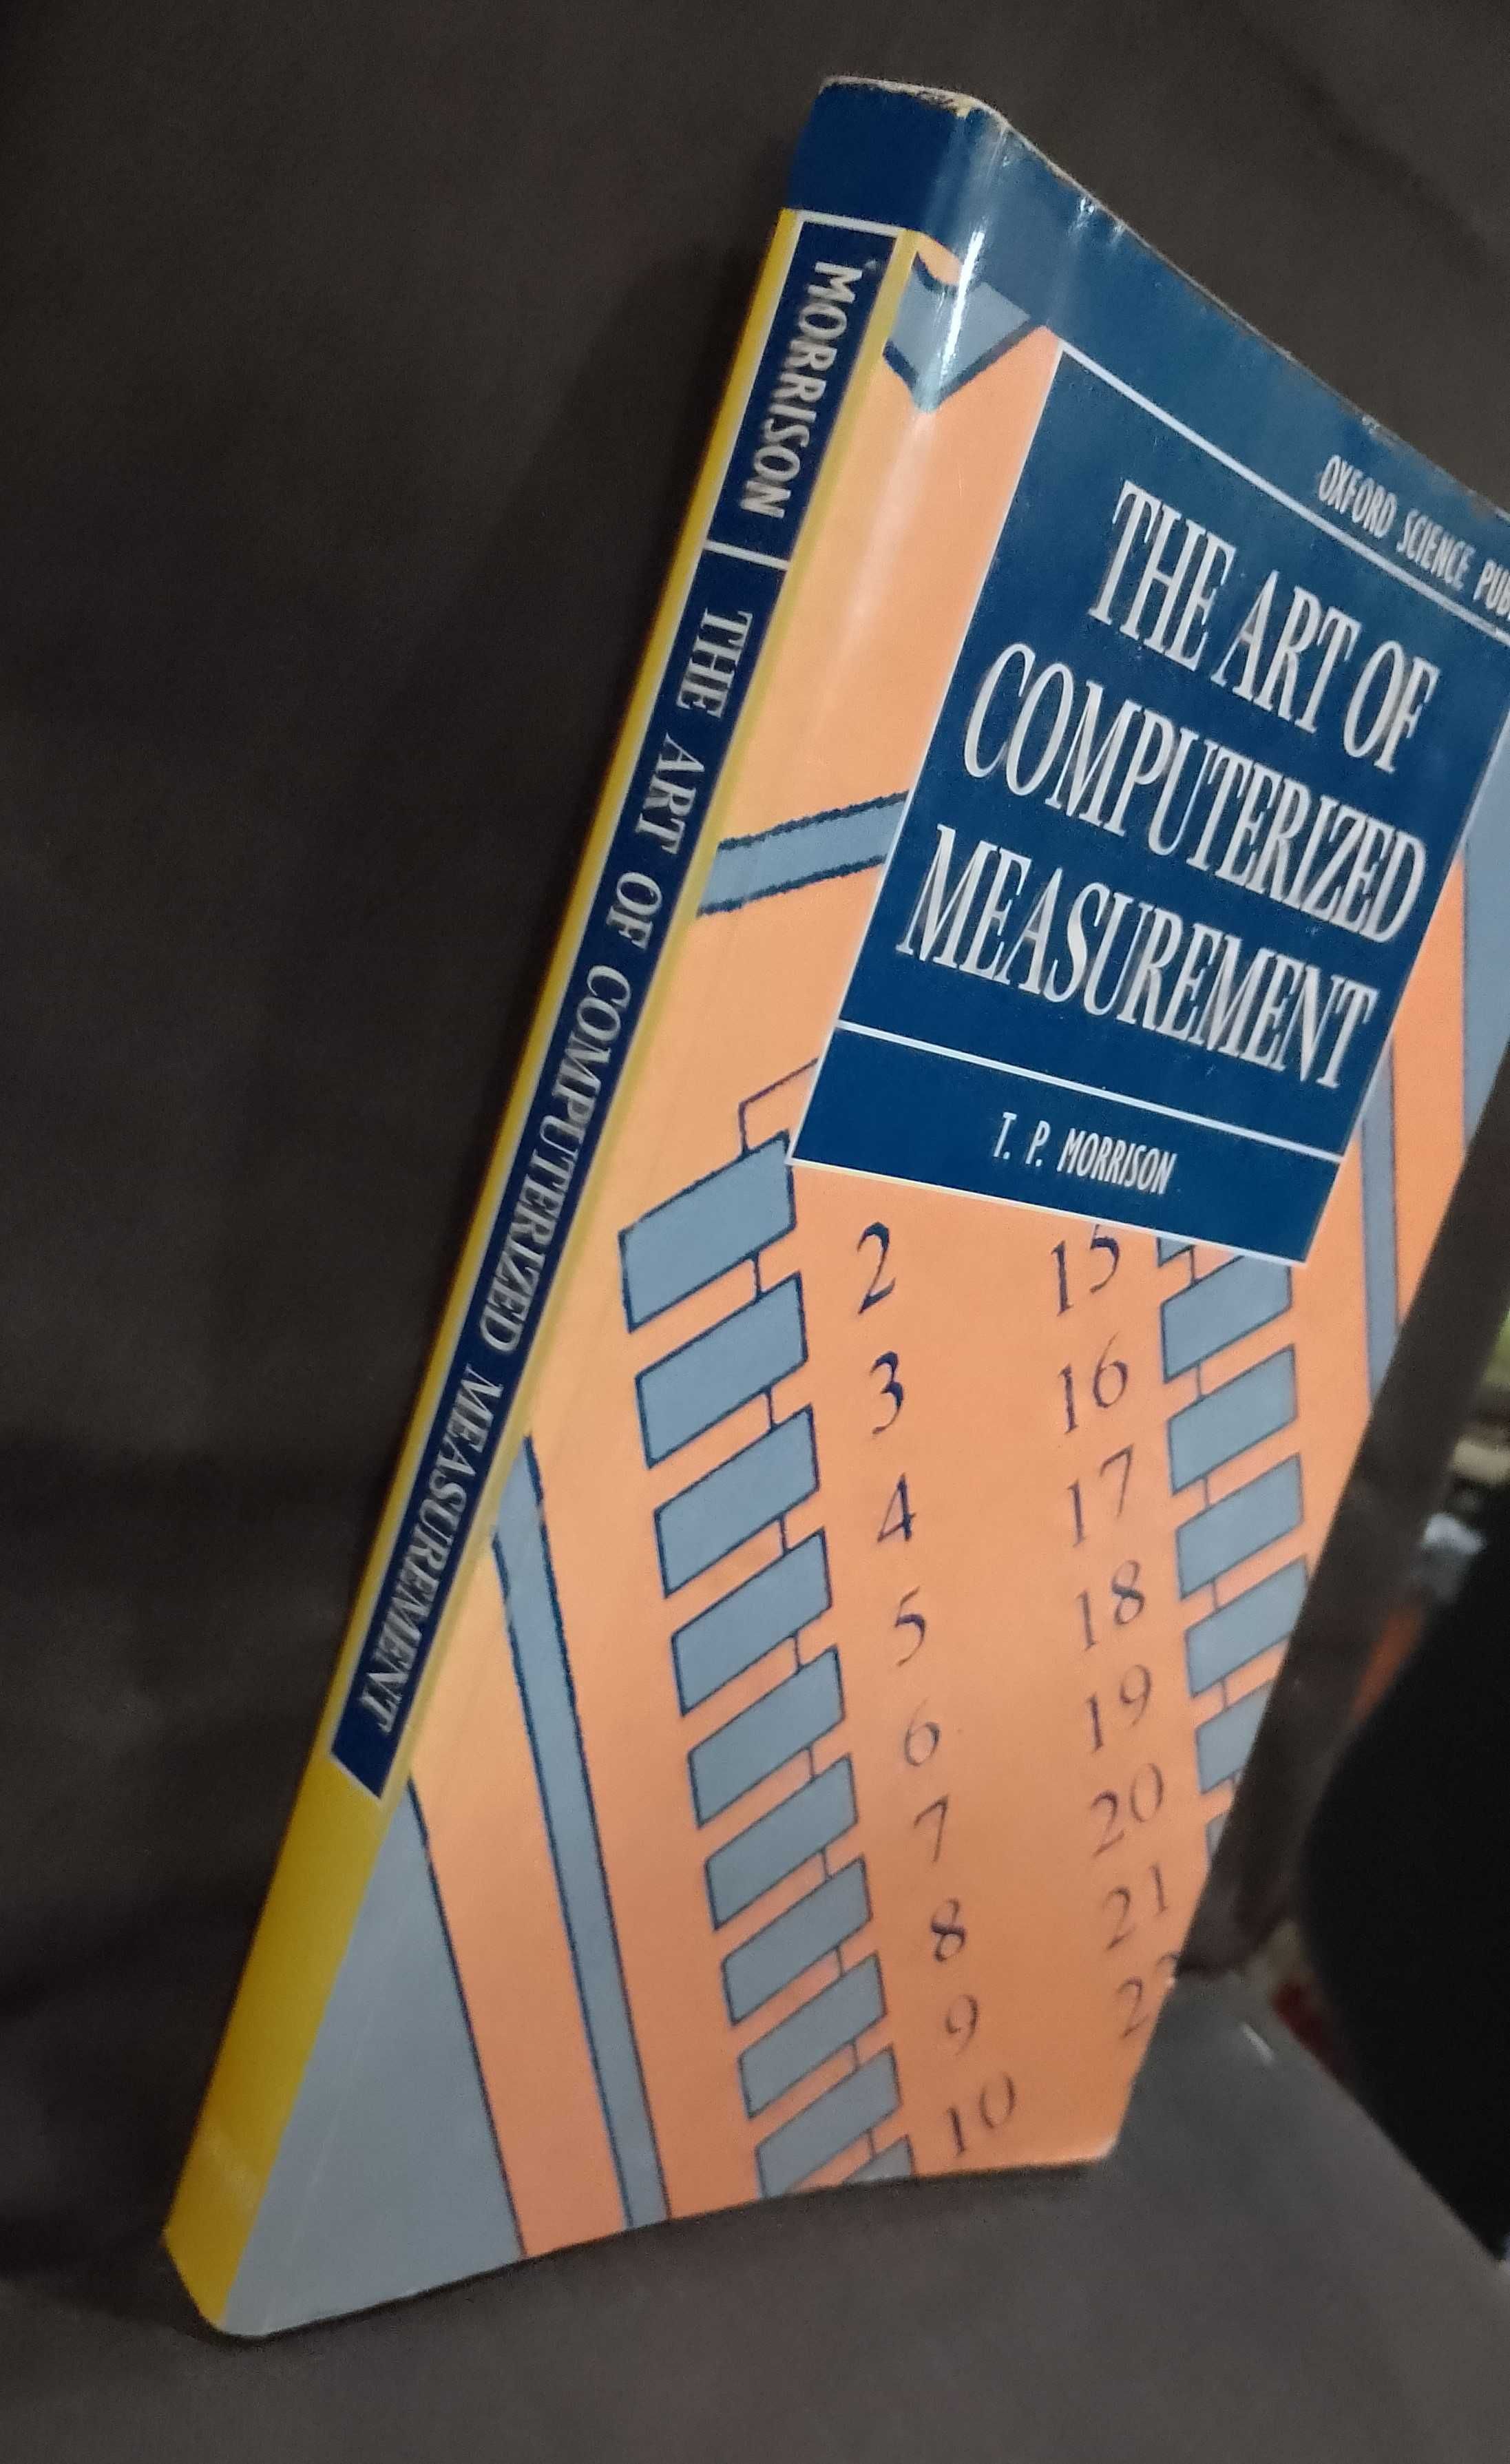 MORRISON | THE ART OF COMPUTERIZED MEASUREMENT
OXFORD SCIENCE
THE ART OF
COMPUTERIZED
MEASUREMENT
T. P. MORRISON
2 15
3 16
4 17
5 18
6 19
7 20
8 21
9
10